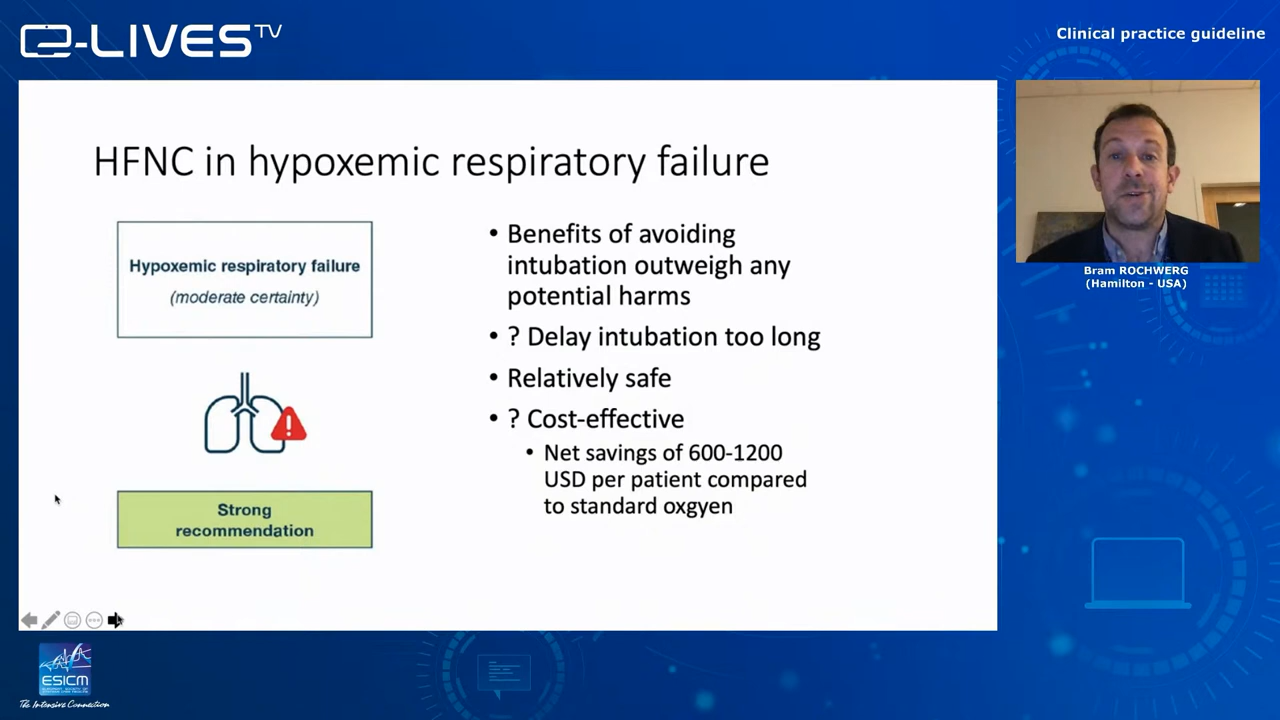 e-LIVES TV
Clinical practice guideline
HFNC in hypoxemic respiratory failure
Hypoxemic respiratory failure
(moderate certainty)
Strong
recommendation
• Benefits of avoiding
intubation outweigh any
potential harms
• ? Delay intubation too long
• Relatively safe
• ? Cost-effective
• Net savings of 600-1200
USD per patient compared
to standard oxgyen
Bram ROCHWERG
(Hamilton - USA)
ESICM
The Intensive Connection